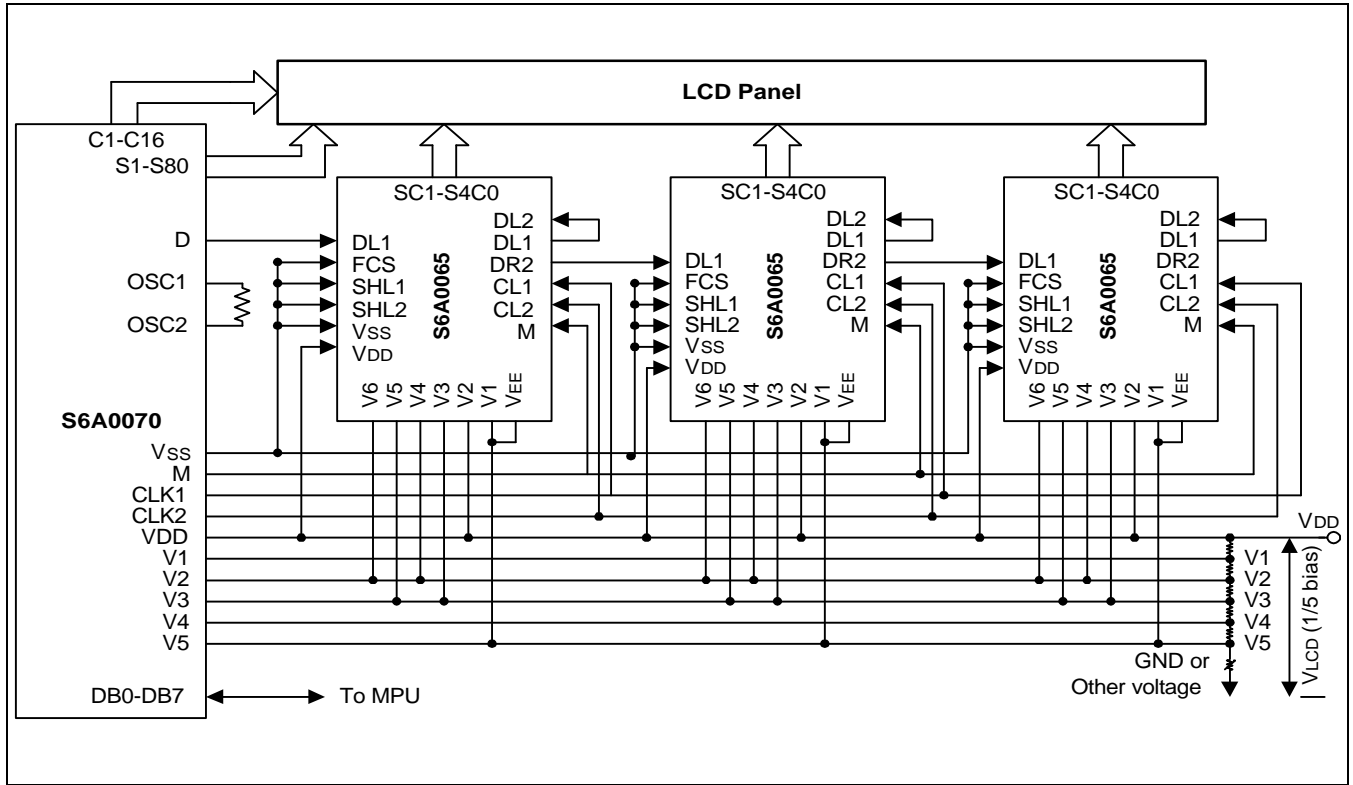 LCD Panel
C1-C16
S1-S80
D
OSC1
OSC2
S6A0070
VSS
M
CLK1
CLK2
VDD
V1
V2
V3
V4
V5
DB0-DB7
To MPU
SC1-S4C0
DL1
FCS
SHL1
SHL2
VSS
VDD
S6A0065
DL2
DL1
DR2
CL1
CL2
M
V6
V5
V4
V3
V2
V1
VEE
SC1-S4C0
DL1
FCS
SHL1
SHL2
VSS
VDD
S6A0065
DL2
DL1
DR2
CL1
CL2
M
V6
V5
V4
V3
V2
V1
VEE
SC1-S4C0
DL1
FCS
SHL1
SHL2
VSS
VDD
S6A0065
DL2
DL1
DR2
CL1
CL2
M
V6
V5
V4
V3
V2
V1
VEE
VDD
V1
V2
V3
V4
V5
VLCD (1/5 bias)
GND or
Other voltage